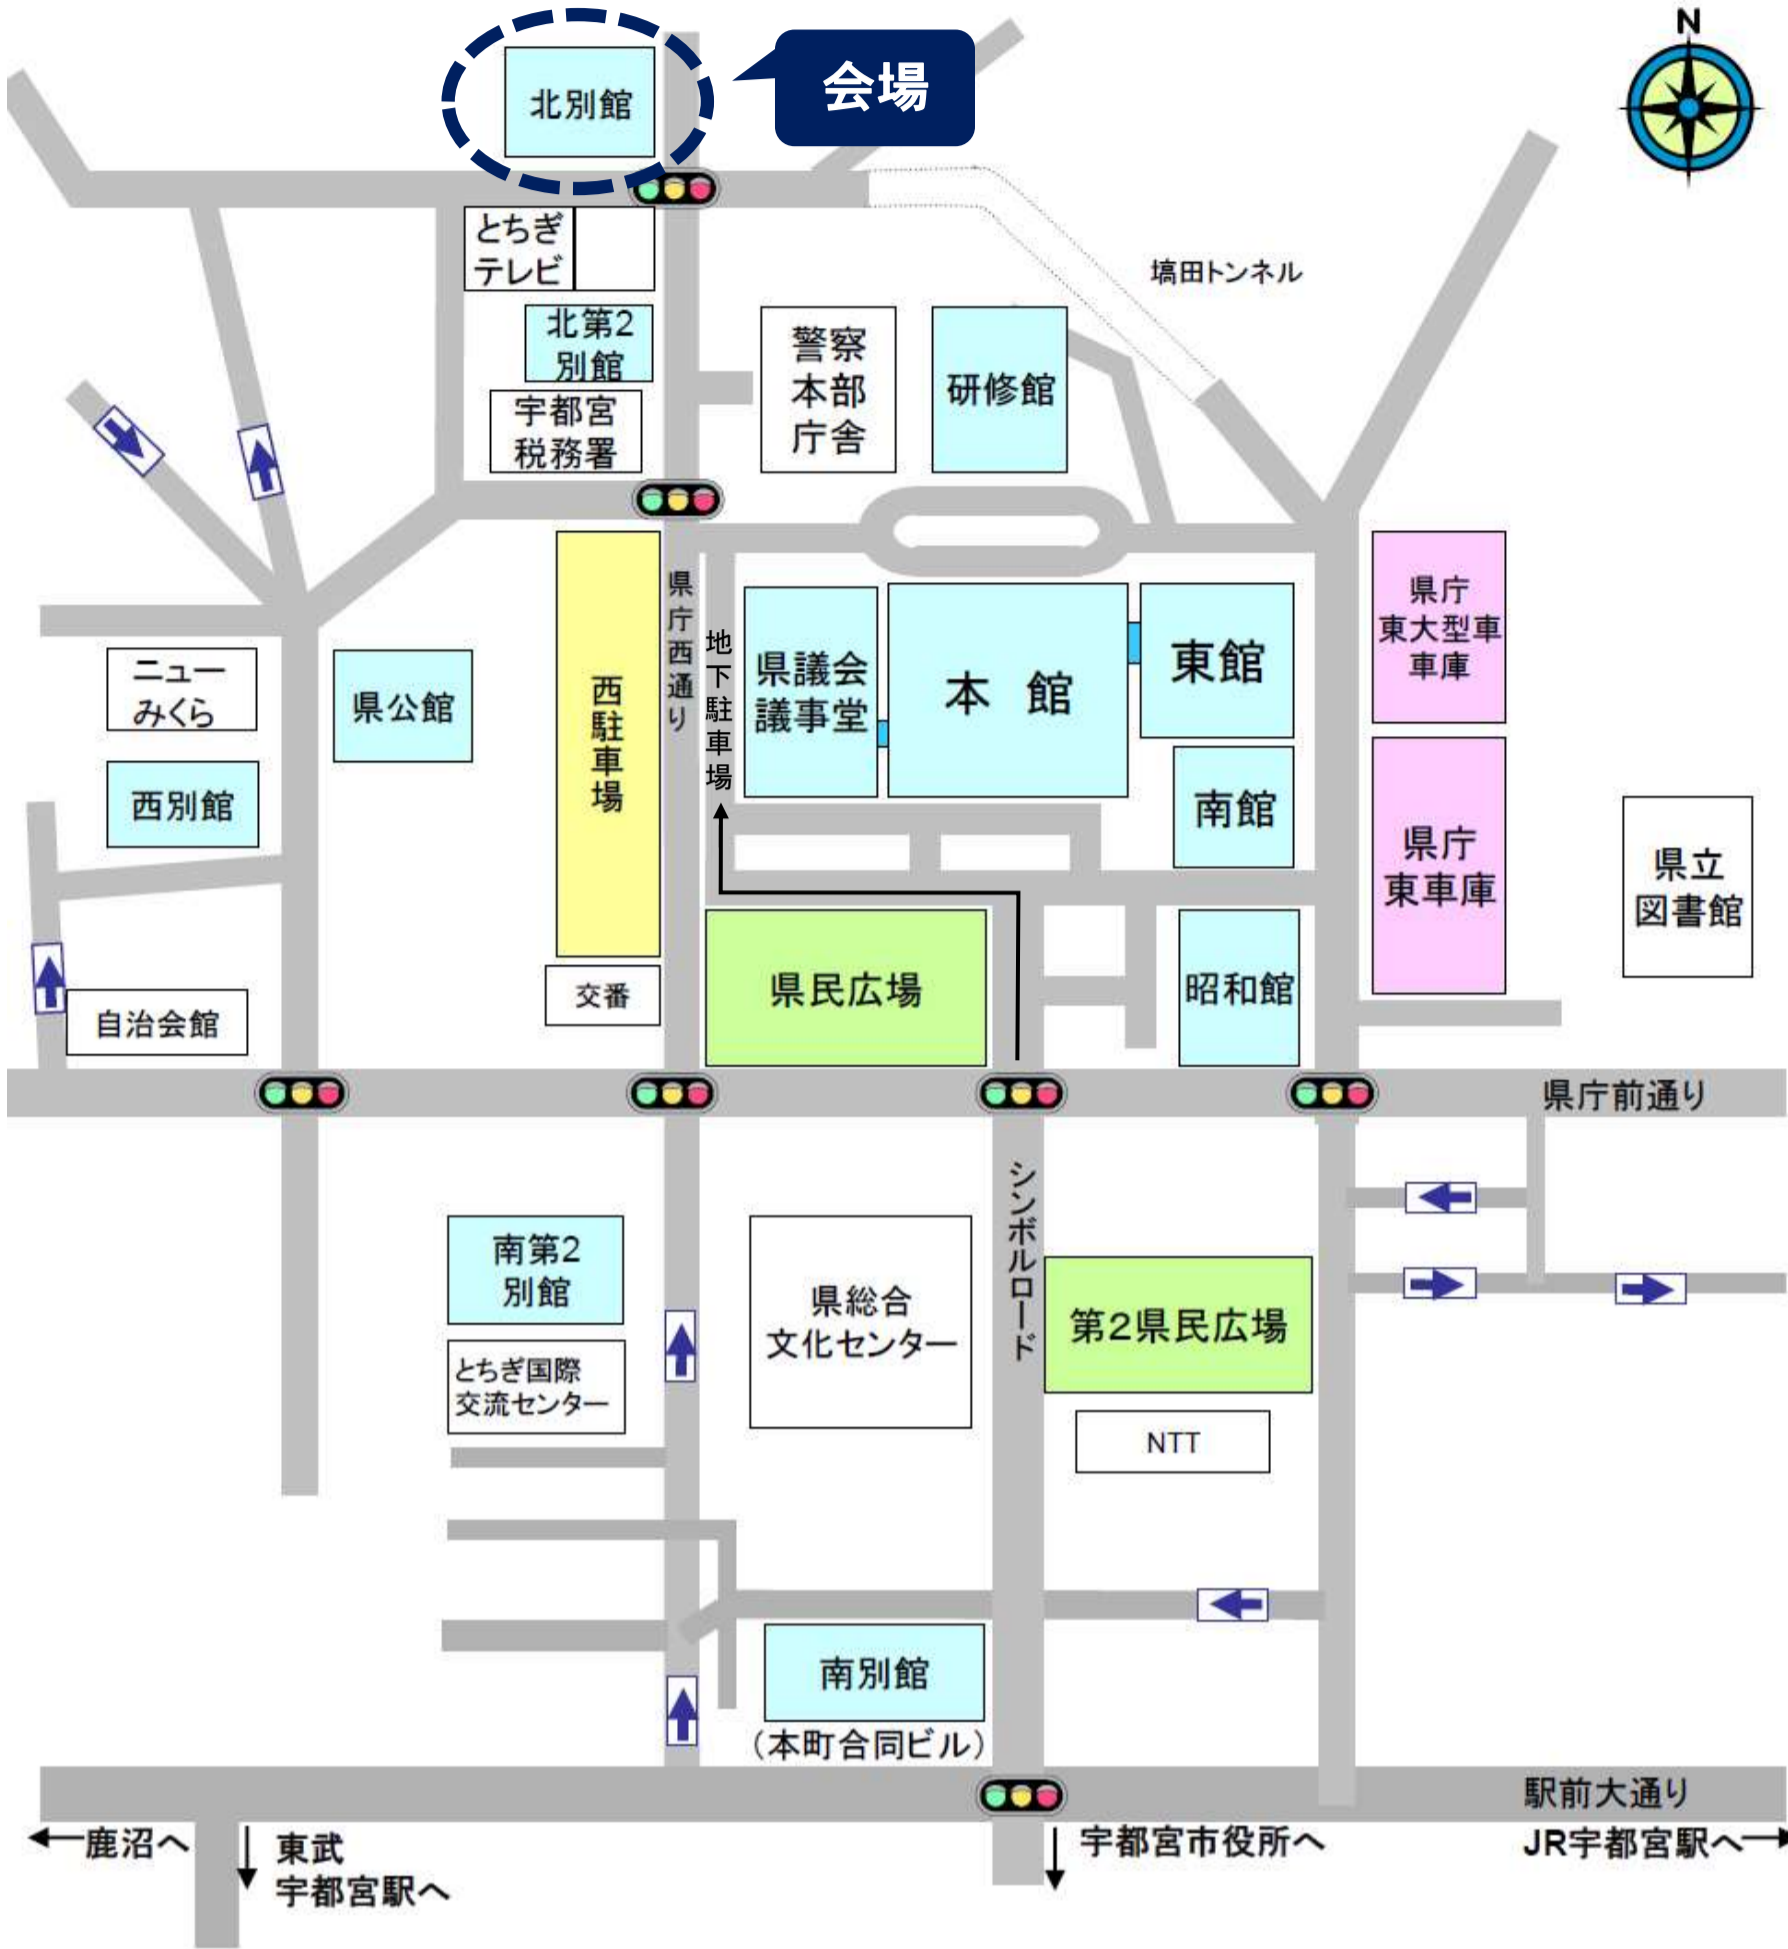 N
会場
北別館
とちぎ
テレビ
塙田トンネル
北第2
別館
警察
本部
庁舎
研修館
宇都宮
税務署
県庁西通り
地下駐車場
西駐車場
県議会
議事堂
本　館
東館
県庁
東大型車
車庫
ニュー
みくら
県公館
西別館
南館
県庁
東車庫
県立
図書館
交番
県民広場
昭和館
自治会館
県庁前通り
シンボルロード
南第2
別館
県総合
文化センター
第2県民広場
とちぎ国際
交流センター
NTT
南別館
（本町合同ビル）
駅前大通り
鹿沼へ
東武
宇都宮駅へ
宇都宮市役所へ
JR宇都宮駅へ